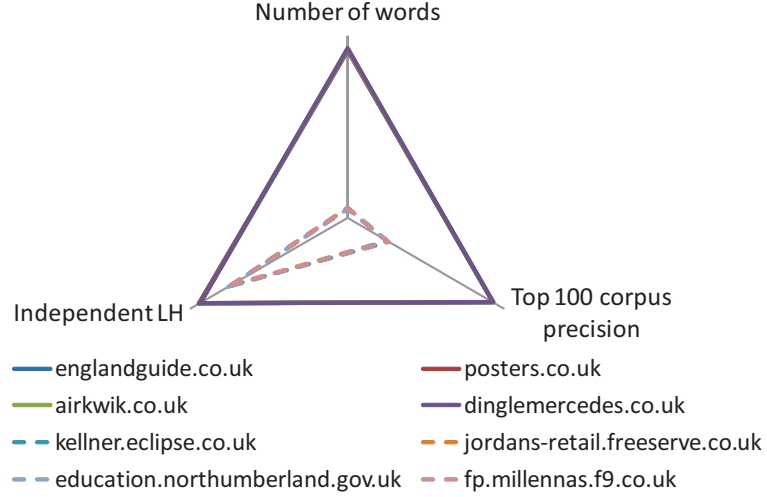 Number of words
Independent LH
Top 100 corpus
precision
englandguide.co.uk
posters.co.uk
airkwik.co.uk
dinglemercedes.co.uk
kellner.eclipse.co.uk
jordans-retail.freeserve.co.uk
education.northumberland.gov.uk
fp.millennas.f9.co.uk